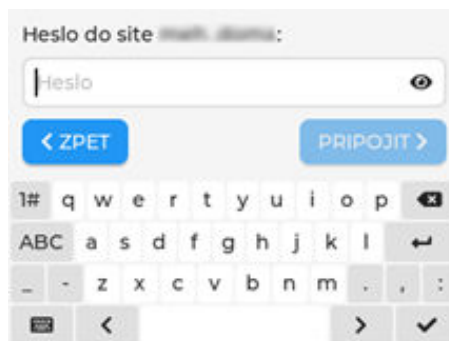 Heslo do site :
Heslo
< ZPET PRIPOJIT >
1# q w e r t y u i o p
ABC a s d f g h j k l
_ - z x c v b n m . , :
< >